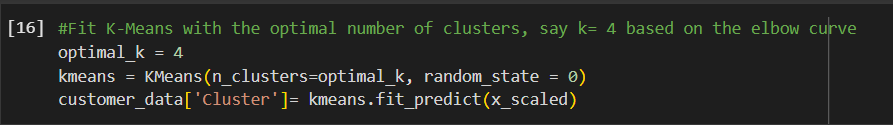 [16] #Fit K-Means with the optimal number of clusters, say k= 4 based on the elbow curve
optimal_k = 4
kmeans = KMeans(n_clusters=optimal_k, random_state = 0)
customer_data['Cluster']= kmeans.fit_predict(x_scaled)